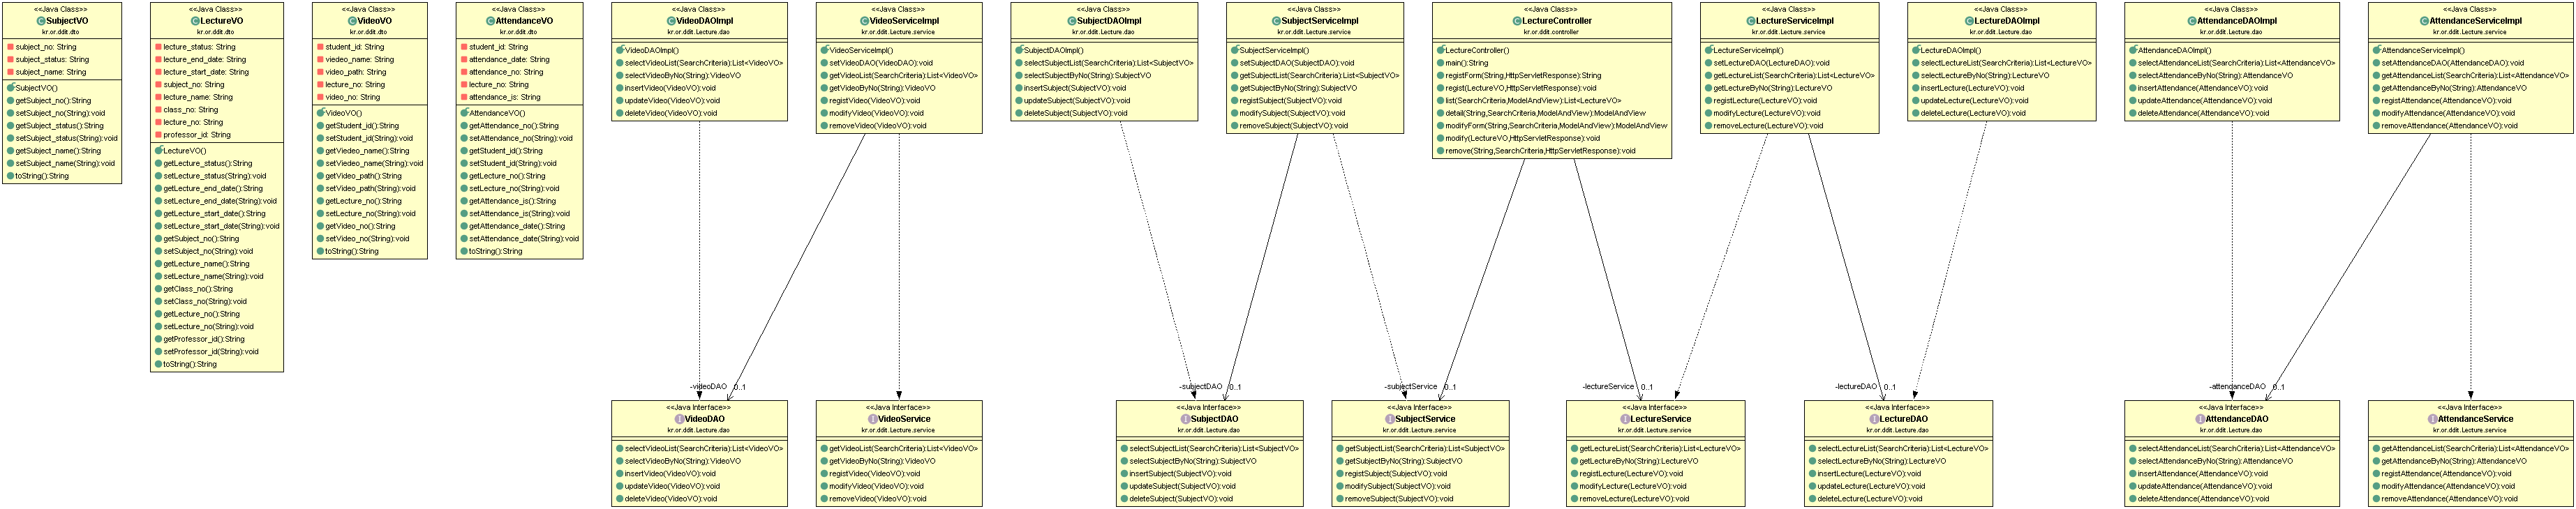 <<Java Class>>
SubjectVO
kr.or.ddit.dto
subject_no: String
subject_status: String
subject_name: String
SubjectVO()
getSubject_no():String
setSubject_no(String):void
getSubject_status():String
setSubject_status(String):void
getSubject_name():String
setSubject_name(String):void
toString():String
<<Java Class>>
LectureVO
kr.or.ddit.dto
lecture_status: String
lecture_end_date: String
lecture_start_date: String
subject_no: String
lecture_name: String
class_no: String
lecture_no: String
professor_id: String
LectureVO()
getLecture_status():String
setLecture_status(String):void
getLecture_end_date():String
setLecture_end_date(String):void
getLecture_start_date():String
setLecture_start_date(String):void
getSubject_no():String
setSubject_no(String):void
getLecture_name():String
setLecture_name(String):void
getClass_no():String
setClass_no(String):void
getLecture_no():String
setLecture_no(String):void
getProfessor_id():String
setProfessor_id(String):void
toString():String
<<Java Class>>
VideoVO
kr.or.ddit.dto
student_id: String
viedeo_name: String
video_path: String
lecture_no: String
video_no: String
VideoVO()
getStudent_id():String
setStudent_id(String):void
getViedeo_name():String
setViedeo_name(String):void
getVideo_path():String
setVideo_path(String):void
getLecture_no():String
setLecture_no(String):void
getVideo_no():String
setVideo_no(String):void
toString():String
<<Java Class>>
AttendanceVO
kr.or.ddit.dto
student_id: String
attendance_date: String
attendance_no: String
lecture_no: String
attendance_is: String
AttendanceVO()
getAttendance_no():String
setAttendance_no(String):void
getStudent_id():String
setStudent_id(String):void
getLecture_no():String
setLecture_no(String):void
getAttendance_is():String
setAttendance_is(String):void
getAttendance_date():String
setAttendance_date(String):void
toString():String
<<Java Class>>
VideoDAOImpl
kr.or.ddit.Lecture.dao
VideoDAOImpl()
selectVideoList(SearchCriteria):List<VideoVO>
selectVideoByNo(String):VideoVO
insertVideo(VideoVO):void
updateVideo(VideoVO):void
deleteVideo(VideoVO):void
<<Java Class>>
VideoServiceImpl
kr.or.ddit.Lecture.service
VideoServiceImpl()
setVideoDAO(VideoDAO):void
getVideoList(SearchCriteria):List<VideoVO>
getVideoByNo(String):VideoVO
registVideo(VideoVO):void
modifyVideo(VideoVO):void
removeVideo(VideoVO):void
<<Java Class>>
SubjectDAOImpl
kr.or.ddit.Lecture.dao
SubjectDAOImpl()
selectSubjectList(SearchCriteria):List<SubjectVO>
selectSubjectByNo(String):SubjectVO
insertSubject(SubjectVO):void
updateSubject(SubjectVO):void
deleteSubject(SubjectVO):void
<<Java Class>>
SubjectServiceImpl
kr.or.ddit.Lecture.service
SubjectServiceImpl()
setSubjectDAO(SubjectDAO):void
getSubjectList(SearchCriteria):List<SubjectVO>
getSubjectByNo(String):SubjectVO
registSubject(SubjectVO):void
modifySubject(SubjectVO):void
removeSubject(SubjectVO):void
<<Java Class>>
LectureController
kr.or.ddit.controller
LectureController()
main():String
registForm(String,HttpServletResponse):String
regist(LectureVO,HttpServletResponse):void
list(SearchCriteria,ModelAndView):List<LectureVO>
detail(String,SearchCriteria,ModelAndView):ModelAndView
modifyForm(String,SearchCriteria,ModelAndView):ModelAndView
modify(LectureVO,HttpServletResponse):void
remove(String,SearchCriteria,HttpServletResponse):void
<<Java Class>>
LectureServiceImpl
kr.or.ddit.Lecture.service
LectureServiceImpl()
setLectureDAO(LectureDAO):void
getLectureList(SearchCriteria):List<LectureVO>
getLectureByNo(String):LectureVO
registLecture(LectureVO):void
modifyLecture(LectureVO):void
removeLecture(LectureVO):void
<<Java Class>>
LectureDAOImpl
kr.or.ddit.Lecture.dao
LectureDAOImpl()
selectLectureList(SearchCriteria):List<LectureVO>
selectLectureByNo(String):LectureVO
insertLecture(LectureVO):void
updateLecture(LectureVO):void
deleteLecture(LectureVO):void
<<Java Class>>
AttendanceDAOImpl
kr.or.ddit.Lecture.dao
AttendanceDAOImpl()
selectAttendanceList(SearchCriteria):List<AttendanceVO>
selectAttendanceByNo(String):AttendanceVO
insertAttendance(AttendanceVO):void
updateAttendance(AttendanceVO):void
deleteAttendance(AttendanceVO):void
<<Java Class>>
AttendanceServiceImpl
kr.or.ddit.Lecture.service
AttendanceServiceImpl()
setAttendanceDAO(AttendanceDAO):void
getAttendanceList(SearchCriteria):List<AttendanceVO>
getAttendanceByNo(String):AttendanceVO
registAttendance(AttendanceVO):void
modifyAttendance(AttendanceVO):void
removeAttendance(AttendanceVO):void
-videoDAO 0..1
-subjectDAO 0..1
-subjectService 0..1
-lectureService 0..1
-lectureDAO 0..1
-attendanceDAO 0..1
<<Java Interface>>
VideoDAO
kr.or.ddit.Lecture.dao
selectVideoList(SearchCriteria):List<VideoVO>
selectVideoByNo(String):VideoVO
insertVideo(VideoVO):void
updateVideo(VideoVO):void
deleteVideo(VideoVO):void
<<Java Interface>>
VideoService
kr.or.ddit.Lecture.service
getVideoList(SearchCriteria):List<VideoVO>
getVideoByNo(String):VideoVO
registVideo(VideoVO):void
modifyVideo(VideoVO):void
removeVideo(VideoVO):void
<<Java Interface>>
SubjectDAO
kr.or.ddit.Lecture.dao
selectSubjectList(SearchCriteria):List<SubjectVO>
selectSubjectByNo(String):SubjectVO
insertSubject(SubjectVO):void
updateSubject(SubjectVO):void
deleteSubject(SubjectVO):void
<<Java Interface>>
SubjectService
kr.or.ddit.Lecture.service
getSubjectList(SearchCriteria):List<SubjectVO>
getSubjectByNo(String):SubjectVO
registSubject(SubjectVO):void
modifySubject(SubjectVO):void
removeSubject(SubjectVO):void
<<Java Interface>>
LectureService
kr.or.ddit.Lecture.service
getLectureList(SearchCriteria):List<LectureVO>
getLectureByNo(String):LectureVO
registLecture(LectureVO):void
modifyLecture(LectureVO):void
removeLecture(LectureVO):void
<<Java Interface>>
LectureDAO
kr.or.ddit.Lecture.dao
selectLectureList(SearchCriteria):List<LectureVO>
selectLectureByNo(String):LectureVO
insertLecture(LectureVO):void
updateLecture(LectureVO):void
deleteLecture(LectureVO):void
<<Java Interface>>
AttendanceDAO
kr.or.ddit.Lecture.dao
selectAttendanceList(SearchCriteria):List<AttendanceVO>
selectAttendanceByNo(String):AttendanceVO
insertAttendance(AttendanceVO):void
updateAttendance(AttendanceVO):void
deleteAttendance(AttendanceVO):void
<<Java Interface>>
AttendanceService
kr.or.ddit.Lecture.service
getAttendanceList(SearchCriteria):List<AttendanceVO>
getAttendanceByNo(String):AttendanceVO
registAttendance(AttendanceVO):void
modifyAttendance(AttendanceVO):void
removeAttendance(AttendanceVO):void